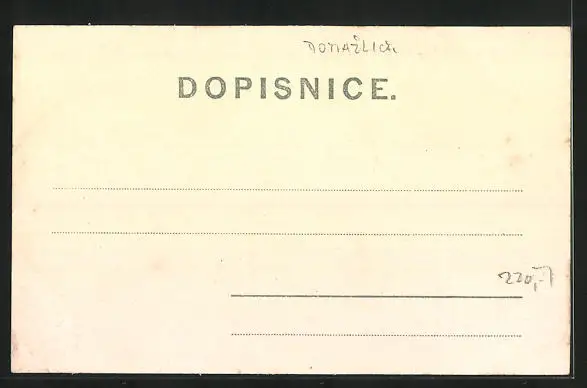 DOMAŽLICE
DOPISNICE.
220,-